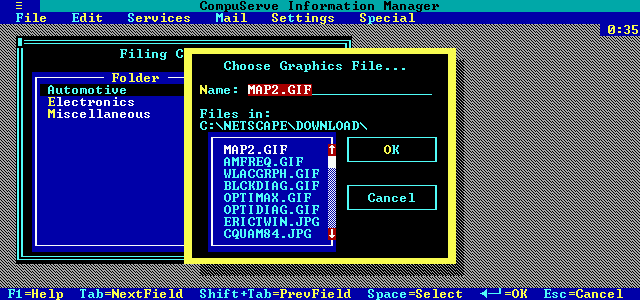 ≡ CompuServe Information Manager
File Edit Services Mail Settings Special
0:35
Filing C
Choose Graphics File...
Folder
Automotive
Electronics
Miscellaneous
Name: MAP2.GIF
Files in:
C:\NETSCAPE\DOWNLOAD\
MAP2.GIF
AMFREQ.GIF
WLACGRPH.GIF
BLCKDIAG.GIF
OPTIMAX.GIF
OPTIDIAG.GIF
ERICTWIN.JPG
CQUAM84.JPG
OK
Cancel
F1=Help Tab=NextField Shift+Tab=PrevField Space=Select ◄─┘=OK Esc=Cancel